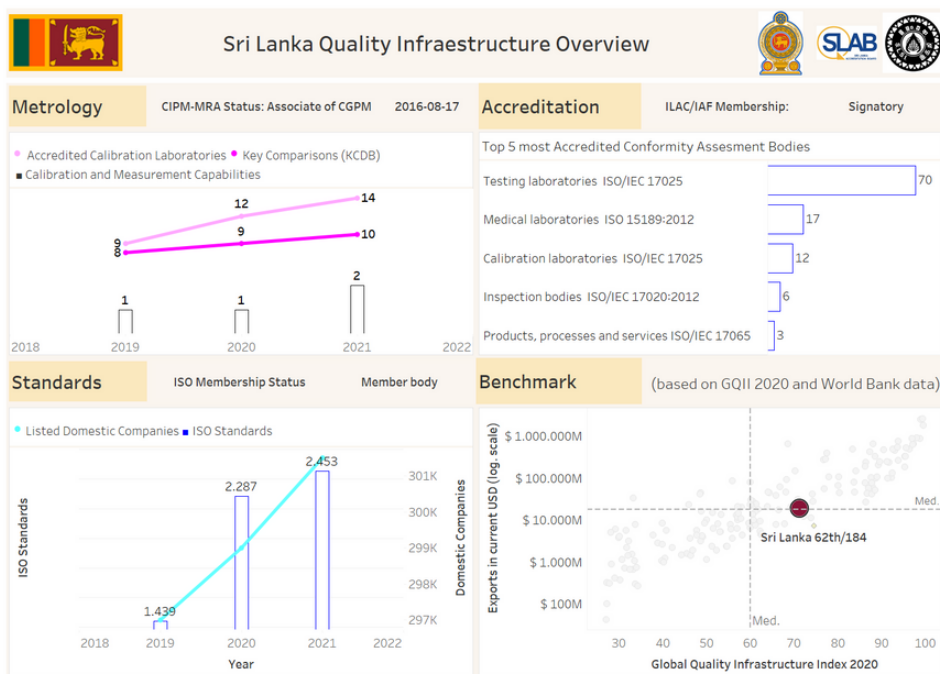 Sri Lanka Quality Infraestructure Overview
SLAB
Metrology
CIPM-MRA Status: Associate of CGPM 2016-08-17
Accredited Calibration Laboratories Key Comparisons (KCDB)
Calibration and Measurement Capabilities
14
12
9
10
9
8
2
1 1
2018 2019 2020 2021 2022
Accreditation
ILAC/IAF Membership: Signatory
Top 5 most Accredited Conformity Assesment Bodies
Testing laboratories ISO/IEC 17025 70
Medical laboratories ISO 15189:2012 17
Calibration laboratories ISO/IEC 17025 12
Inspection bodies ISO/IEC 17020:2012 6
Products, processes and services ISO/IEC 17065 3
Standards
ISO Membership Status Member body
Listed Domestic Companies ISO Standards
ISO Standards
2.453
2.287
1.439
301K
300K
299K
298K
297K
Domestic Companies
2018 2019 2020 2021 2022
Year
Benchmark
(based on GQII 2020 and World Bank data)
Exports in current USD (log. scale)
$ 1.000.000M
$ 100.000M
$ 10.000M
$ 1.000M
$ 100M
Med.
Sri Lanka 62th/184
Med.
30 40 50 60 70 80 90 100
Global Quality Infrastructure Index 2020